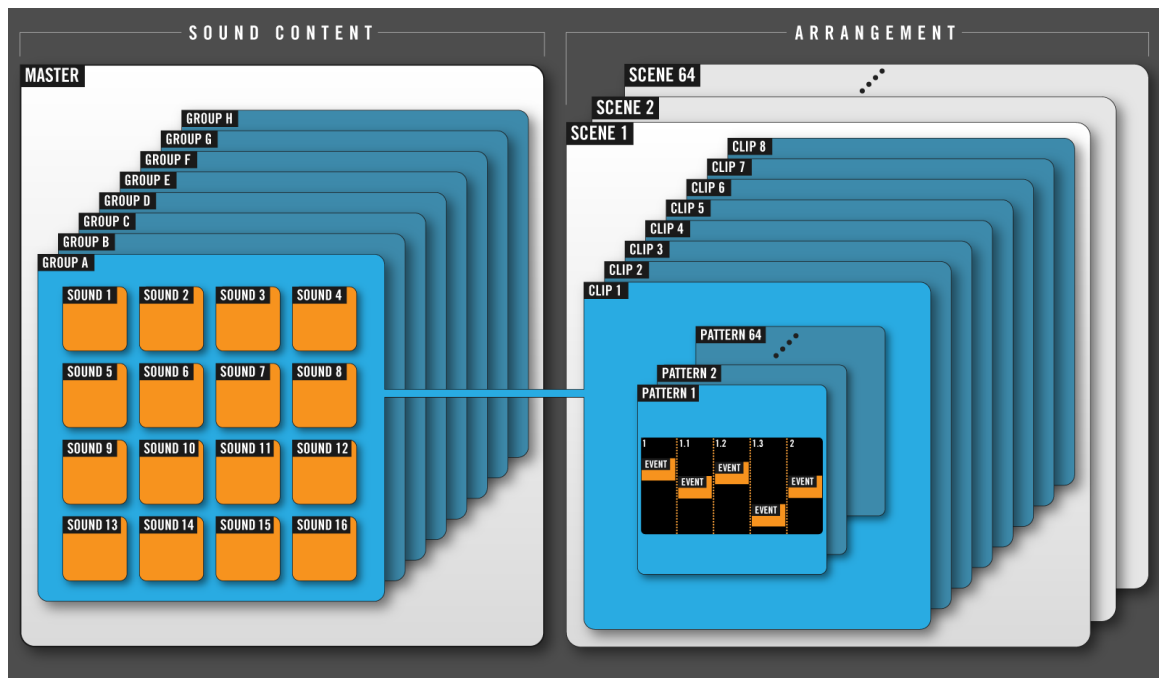 SOUND CONTENT
MASTER
GROUP H
GROUP G
GROUP F
GROUP E
GROUP D
GROUP C
GROUP B
GROUP A
SOUND 1 SOUND 2 SOUND 3 SOUND 4
SOUND 5 SOUND 6 SOUND 7 SOUND 8
SOUND 9 SOUND 10 SOUND 11 SOUND 12
SOUND 13 SOUND 14 SOUND 15 SOUND 16
ARRANGEMENT
SCENE 64
SCENE 2
SCENE 1
CLIP 8
CLIP 7
CLIP 6
CLIP 5
CLIP 4
CLIP 3
CLIP 2
CLIP 1
PATTERN 64
PATTERN 2
PATTERN 1
1 1.1 1.2 1.3 2
EVENT EVENT EVENT EVENT EVENT